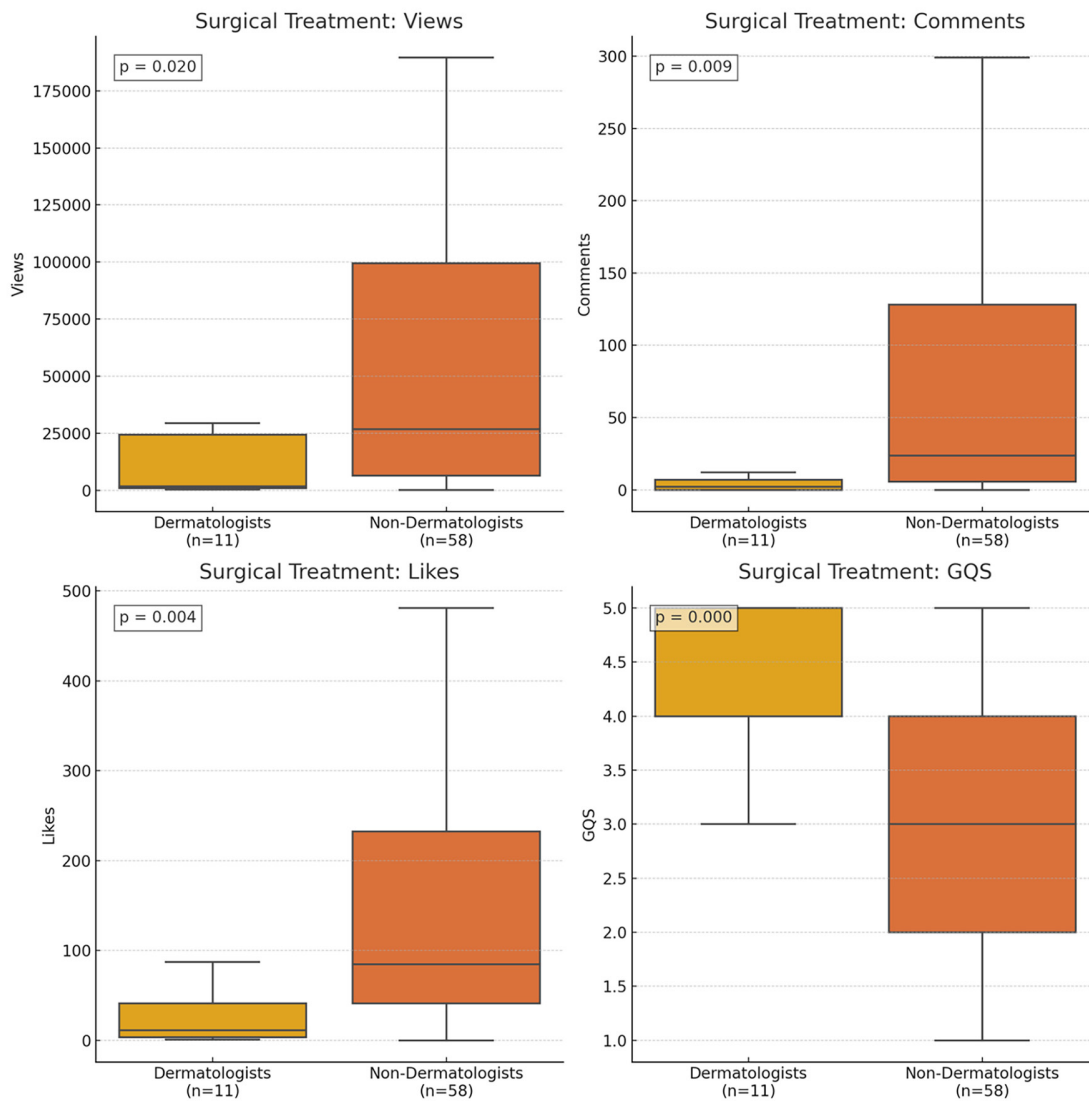 Surgical Treatment: Views
p = 0.020
175000
150000
125000
100000
75000
50000
25000
0
Views
Dermatologists
(n=11)
Non-Dermatologists
(n=58)
Surgical Treatment: Comments
p = 0.009
300
250
200
150
100
50
0
Comments
Dermatologists
(n=11)
Non-Dermatologists
(n=58)
Surgical Treatment: Likes
p = 0.004
500
400
300
200
100
0
Likes
Dermatologists
(n=11)
Non-Dermatologists
(n=58)
Surgical Treatment: GQS
p = 0.000
5.0
4.5
4.0
3.5
3.0
2.5
2.0
1.5
1.0
GQS
Dermatologists
(n=11)
Non-Dermatologists
(n=58)